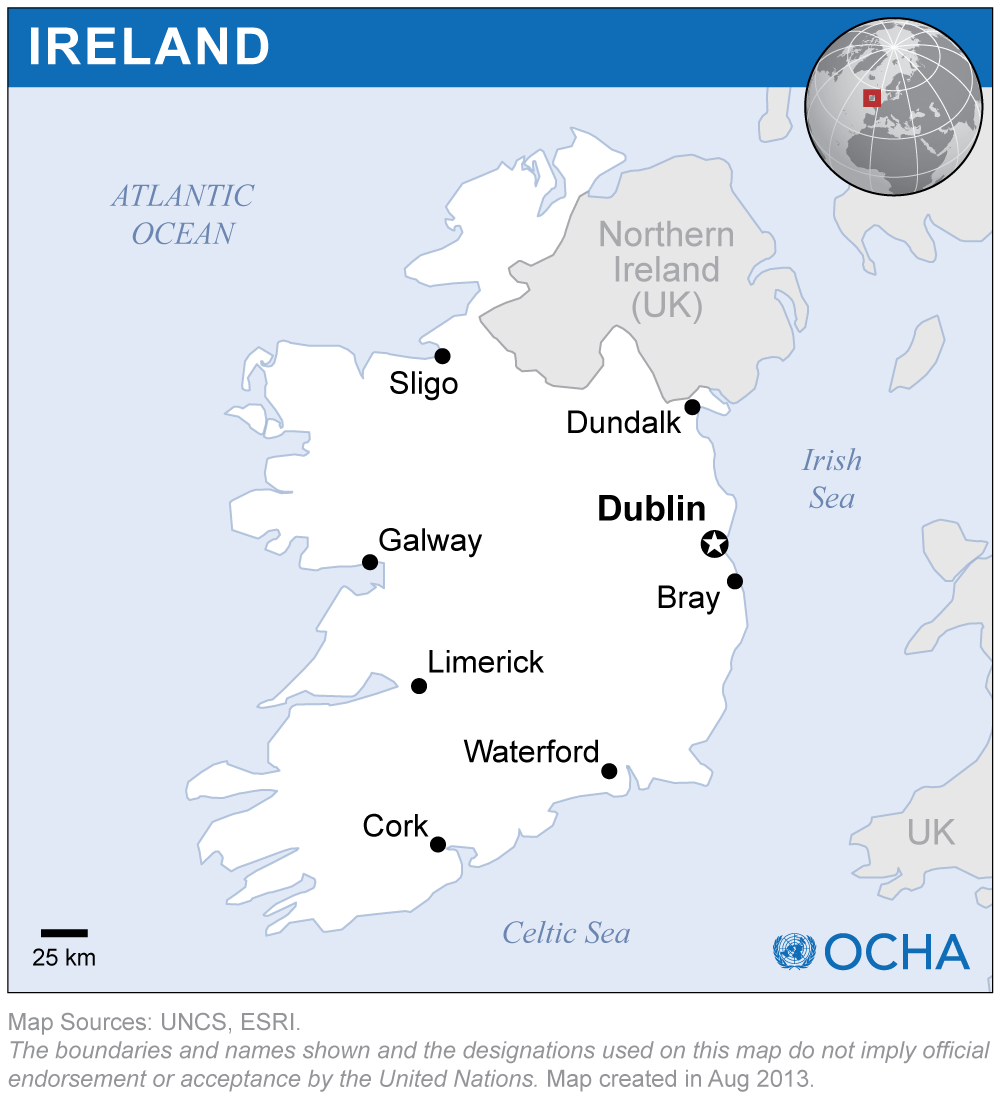 IRELAND
ATLANTIC
OCEAN
Northern
Ireland
(UK)
Sligo
Dundalk
Irish
Sea
Dublin
Galway
Bray
Limerick
Waterford
Cork
UK
Celtic Sea
25 km
OCHA
Map Sources: UNCS, ESRI.
The boundaries and names shown and the designations used on this map do not imply official
endorsement or acceptance by the United Nations. Map created in Aug 2013.